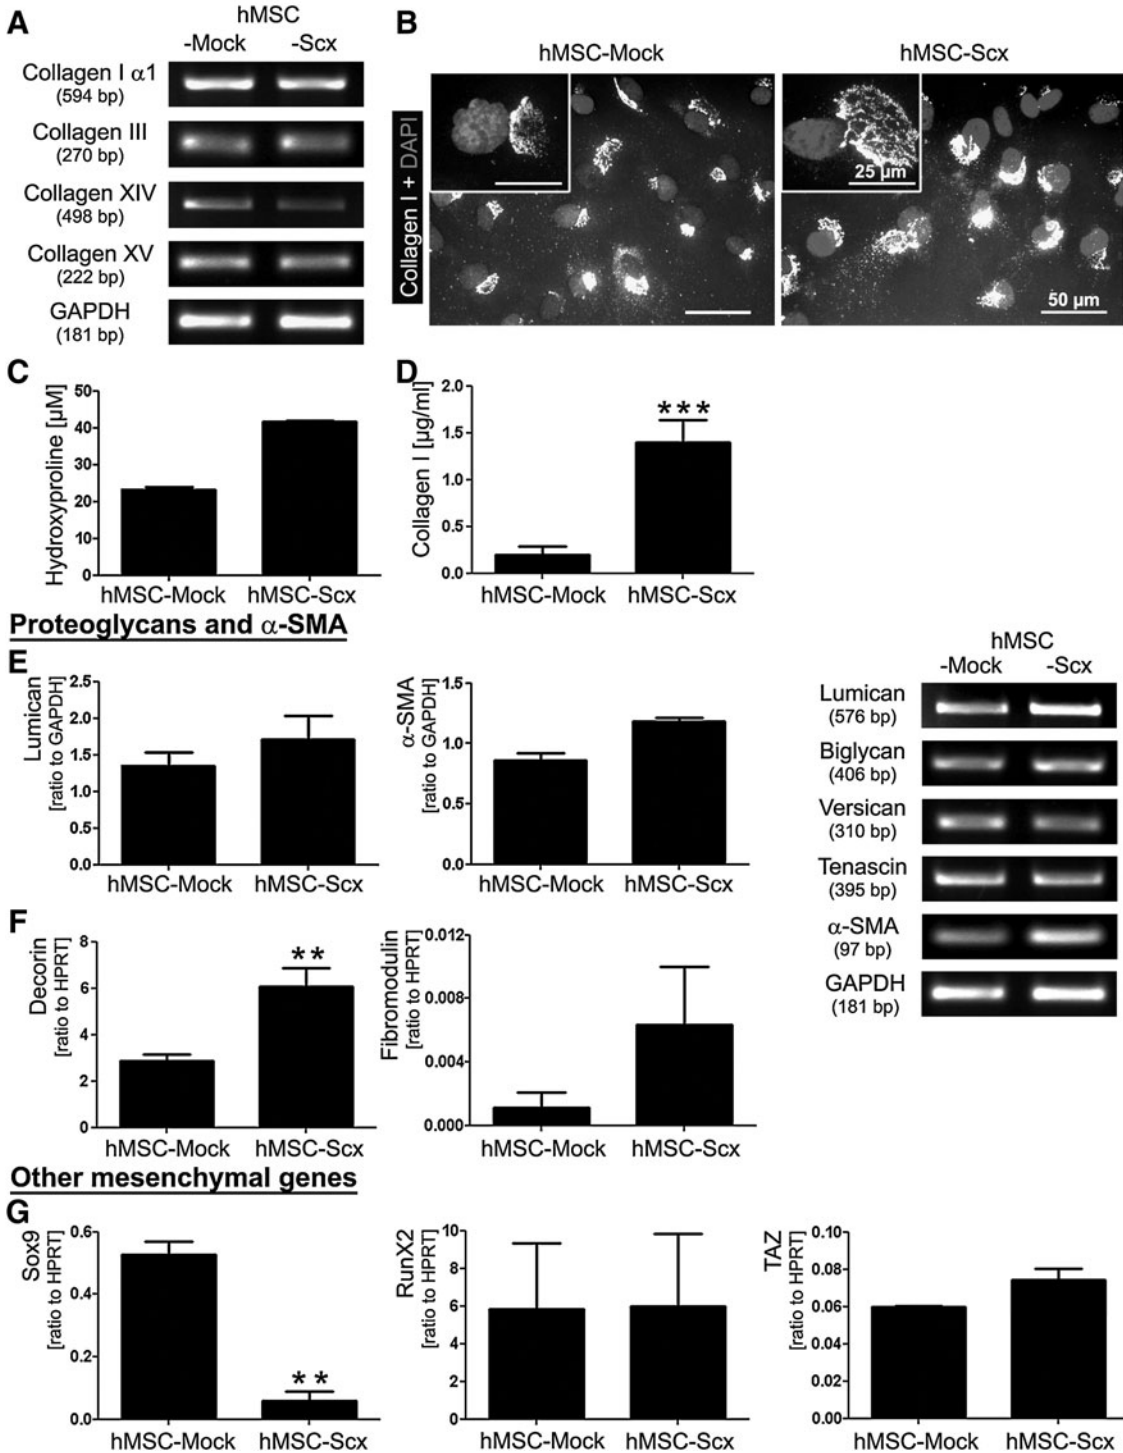 A
hMSC
-Mock -Scx
Collagen I α1
(594 bp)
Collagen III
(270 bp)
Collagen XIV
(498 bp)
Collagen XV
(222 bp)
GAPDH
(181 bp)
B
hMSC-Mock hMSC-Scx
Collagen I + DAPI
25 µm
50 µm
C
Hydroxyproline [µM]
50
40
30
20
10
0
hMSC-Mock hMSC-Scx
D
Collagen I [µg/ml]
2.0
1.5
1.0
0.5
0.0
***
hMSC-Mock hMSC-Scx
Proteoglycans and α-SMA
E
Lumican
[ratio to GAPDH]
2.5
2.0
1.5
1.0
0.5
0.0
hMSC-Mock hMSC-Scx
α-SMA
[ratio to GAPDH]
1.5
1.0
0.5
0.0
hMSC-Mock hMSC-Scx
hMSC
-Mock -Scx
Lumican
(576 bp)
Biglycan
(406 bp)
Versican
(310 bp)
Tenascin
(395 bp)
α-SMA
(97 bp)
GAPDH
(181 bp)
F
Decorin
[ratio to HPRT]
8
6
4
2
0
**
hMSC-Mock hMSC-Scx
Fibromodulin
[ratio to HPRT]
0.012
0.008
0.004
0.000
hMSC-Mock hMSC-Scx
Other mesenchymal genes
G
Sox9
[ratio to HPRT]
0.6
0.4
0.2
0.0
**
hMSC-Mock hMSC-Scx
RunX2
[ratio to HPRT]
10
8
6
4
2
0
hMSC-Mock hMSC-Scx
TAZ
[ratio to HPRT]
0.10
0.08
0.06
0.04
0.02
0.00
hMSC-Mock hMSC-Scx